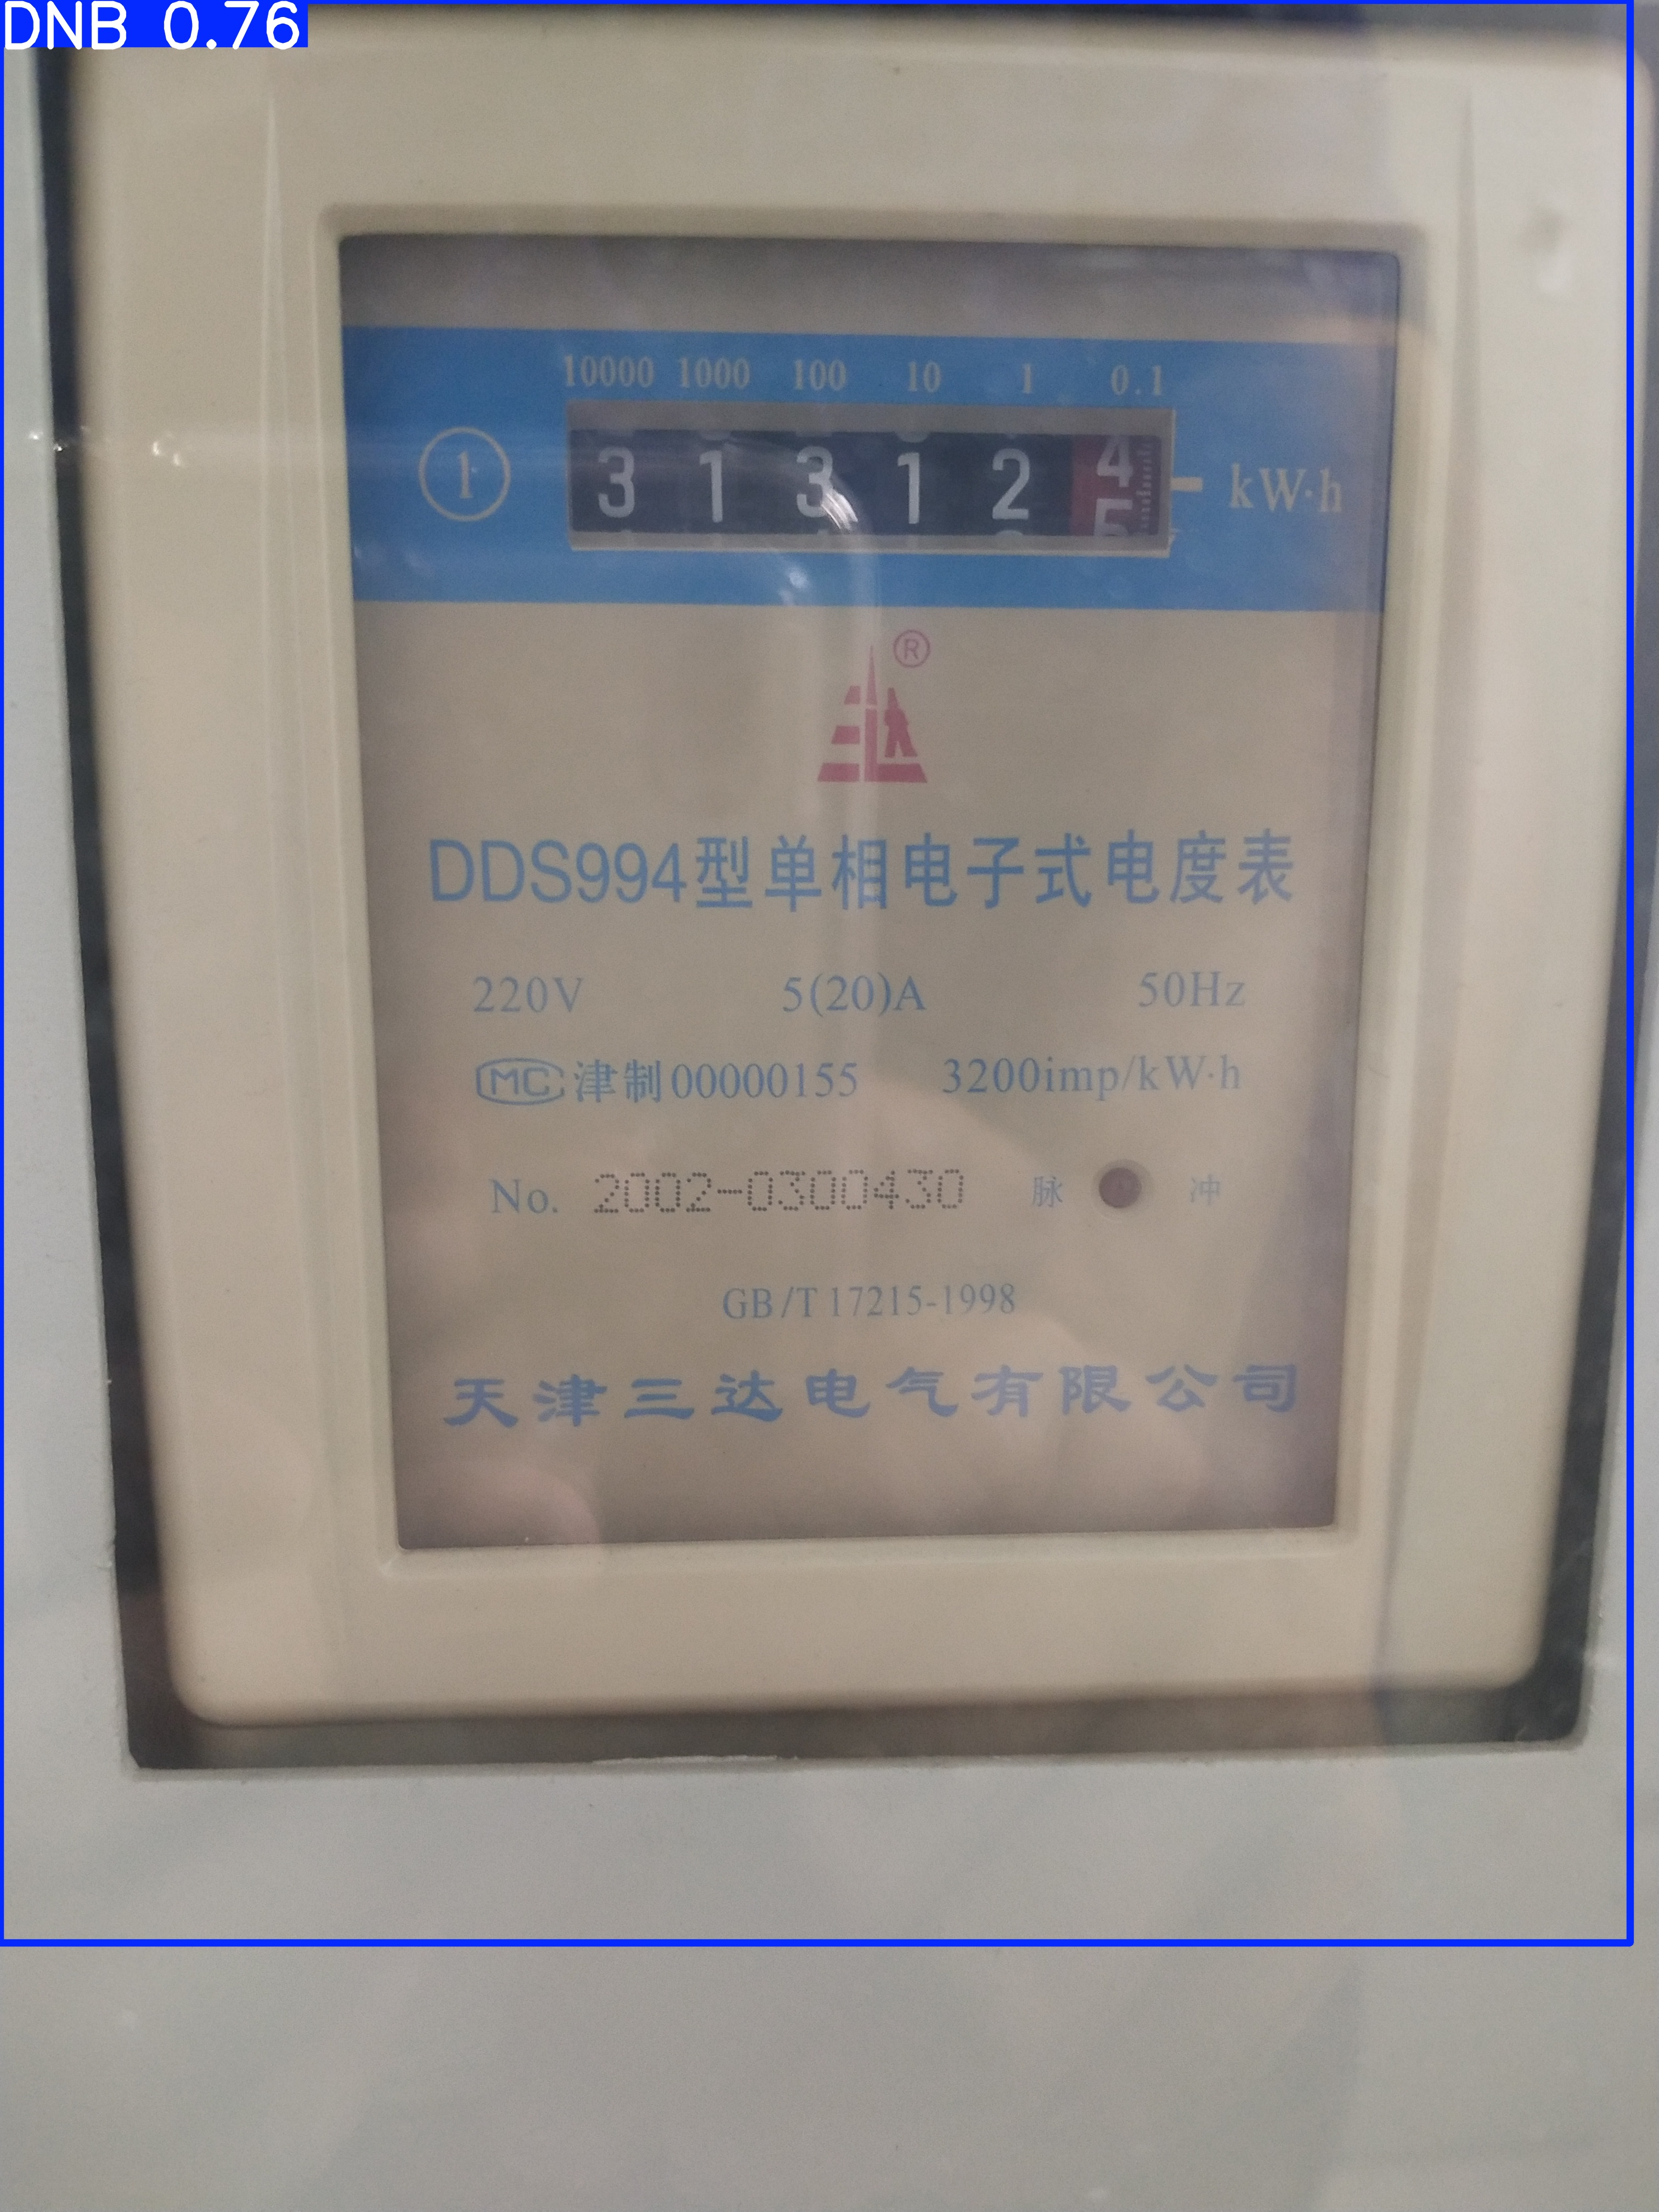 DNB 0.76
10000 1000 100 10 1 0.1
1 3 1 3 1 2 4 kW·h
5
®
DDS994型单相电子式电度表
220V 5(20)A 50Hz
MC 津制00000155 3200imp/kW·h
No. 2002-0300430 脉 冲
GB/T 17215-1998
天津三达电气有限公司